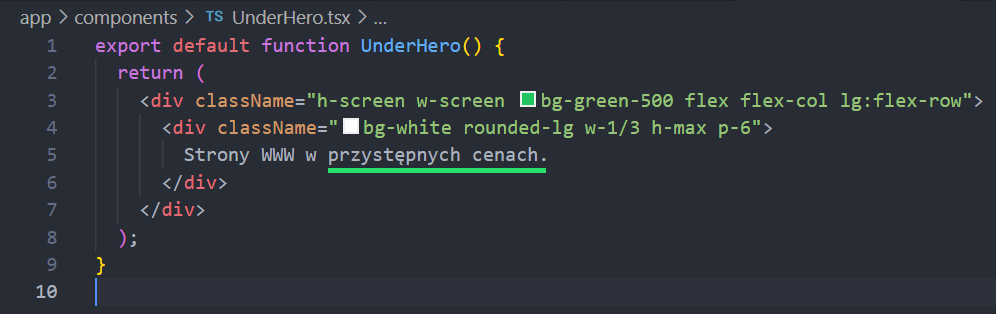 app > components > TS UnderHero.tsx > ...
1 export default function UnderHero() {
2 return (
3 <div className="h-screen w-screen bg-green-500 flex flex-col lg:flex-row">
4 <div className="bg-white rounded-lg w-1/3 h-max p-6">
5 Strony WWW w przystępnych cenach.
6 </div>
7 </div>
8 );
9 }
10